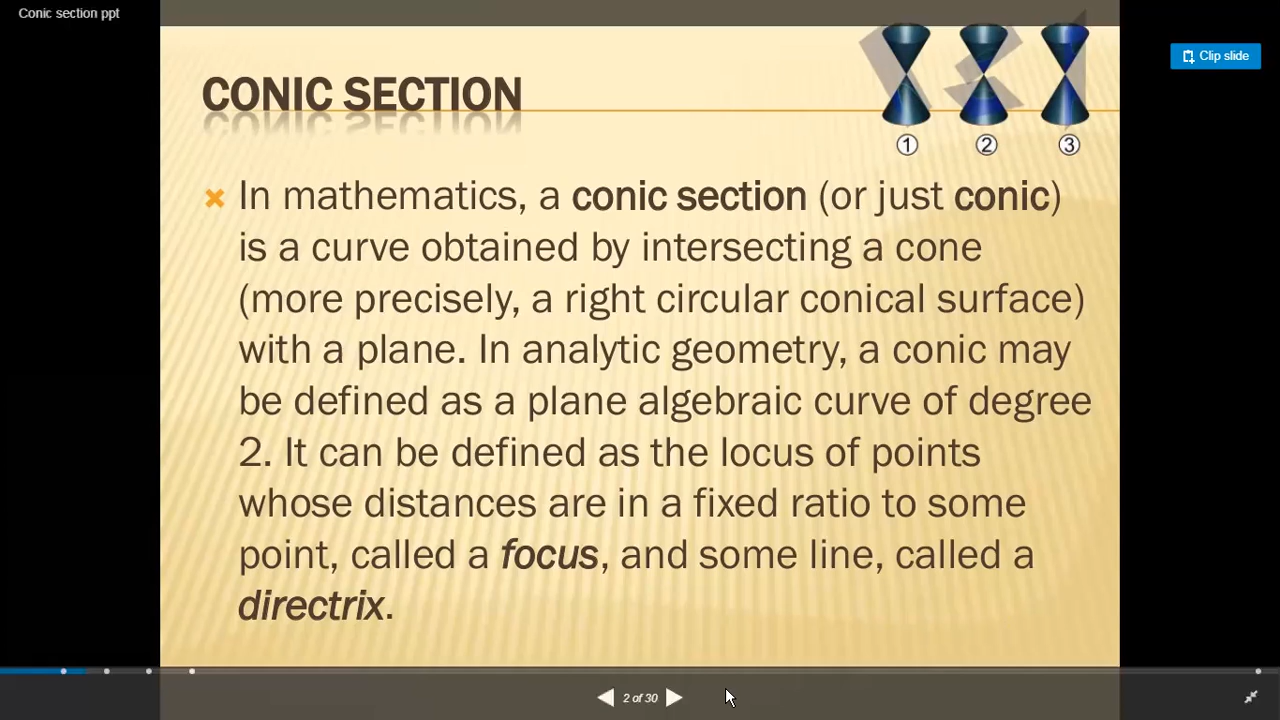 Conic section ppt
Clip slide
CONIC SECTION
① ② ③
In mathematics, a conic section (or just conic)
is a curve obtained by intersecting a cone
(more precisely, a right circular conical surface)
with a plane. In analytic geometry, a conic may
be defined as a plane algebraic curve of degree
2. It can be defined as the locus of points
whose distances are in a fixed ratio to some
point, called a focus, and some line, called a
directrix.
2 of 30